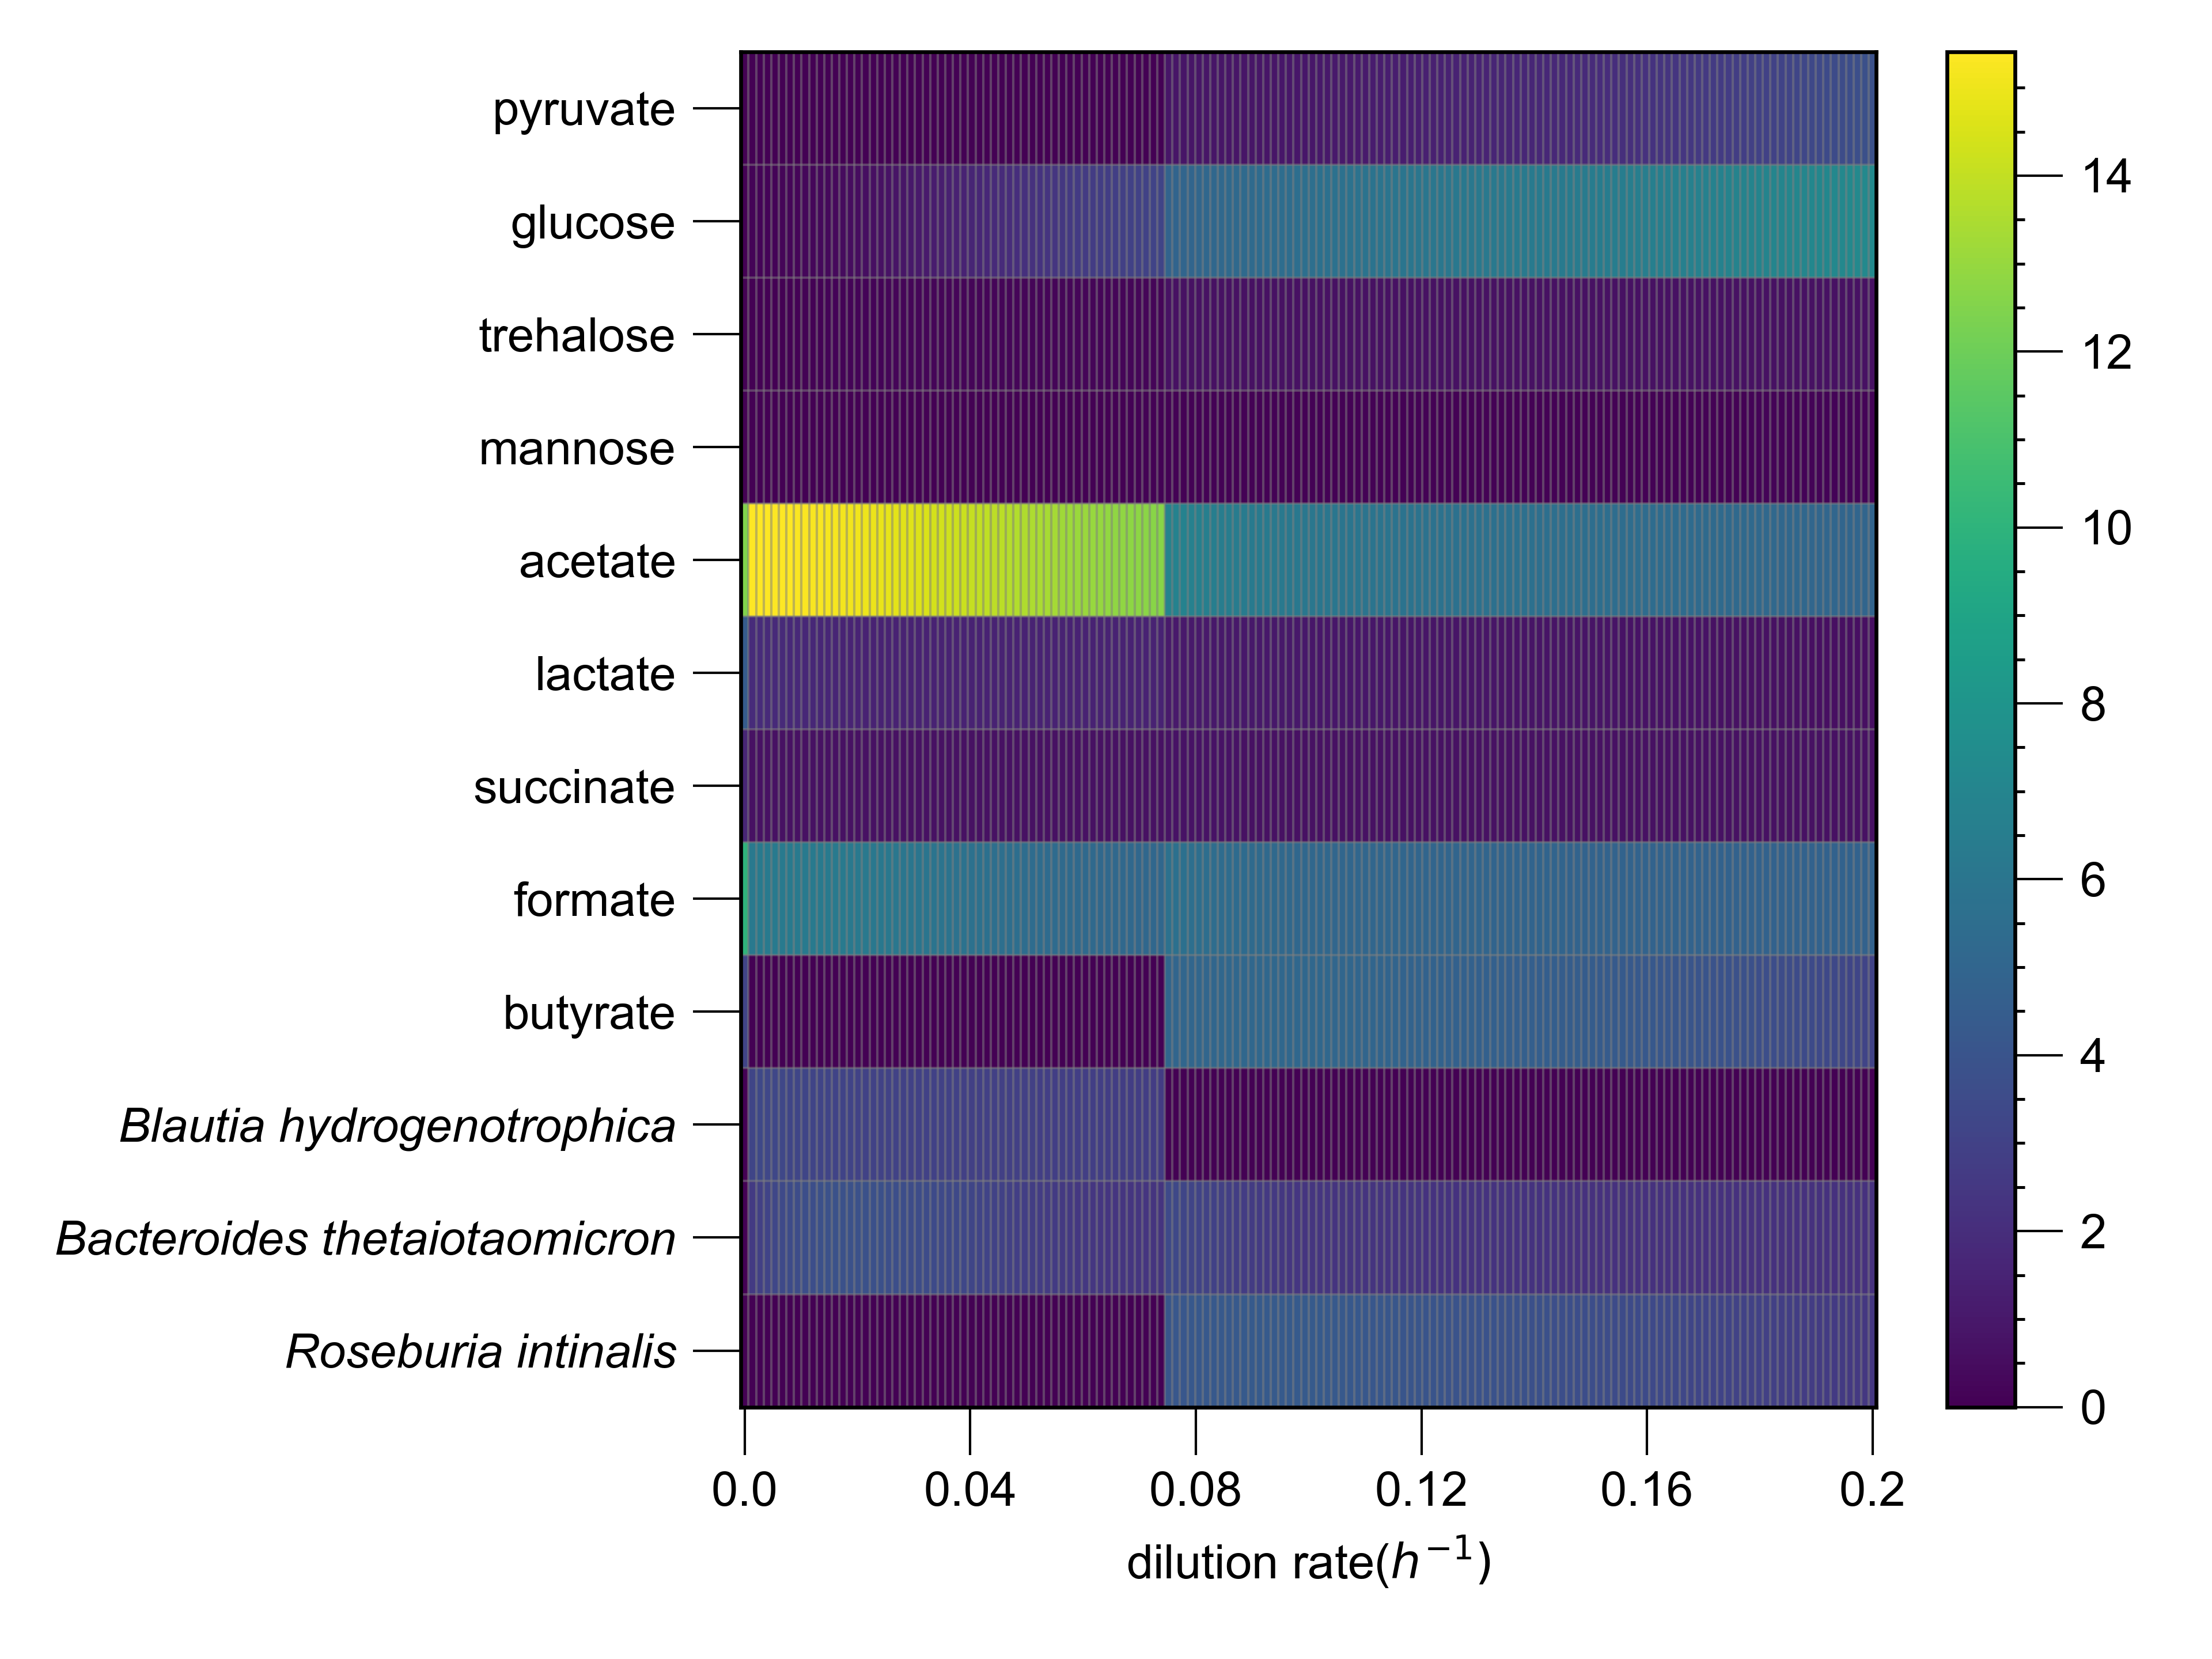 pyruvate
glucose
trehalose
mannose
acetate
lactate
succinate
formate
butyrate
Blautia hydrogenotrophica
Bacteroides thetaiotaomicron
Roseburia intinalis
0.0 0.04 0.08 0.12 0.16 0.2
dilution rate(h⁻¹)
14
12
10
8
6
4
2
0